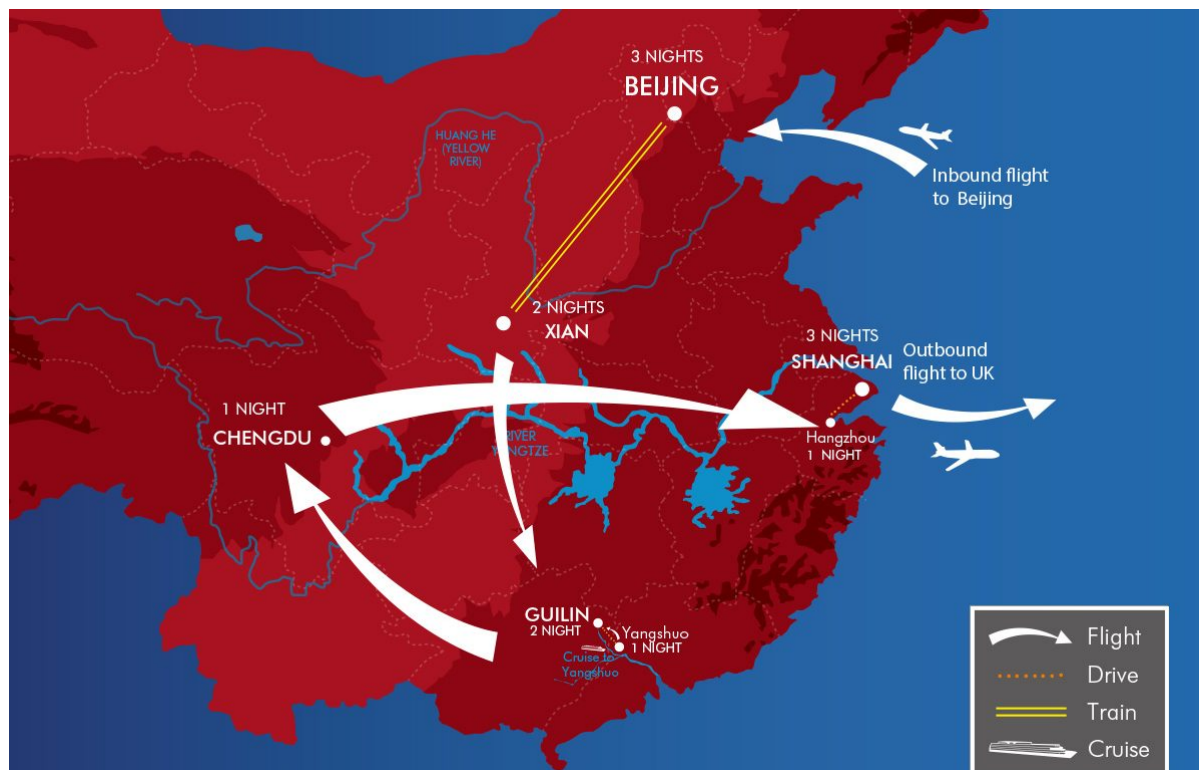 3 NIGHTS
BEIJING
HUANG HE
(YELLOW
RIVER)
Inbound flight
to Beijing
2 NIGHTS
XIAN
3 NIGHTS
SHANGHAI
Outbound
flight to UK
1 NIGHT
CHENGDU
RIVER
YANGTZE
Hangzhou
1 NIGHT
GUILIN
2 NIGHT
Yangshuo
1 NIGHT
Cruise to
Yangshuo
Flight
Drive
Train
Cruise